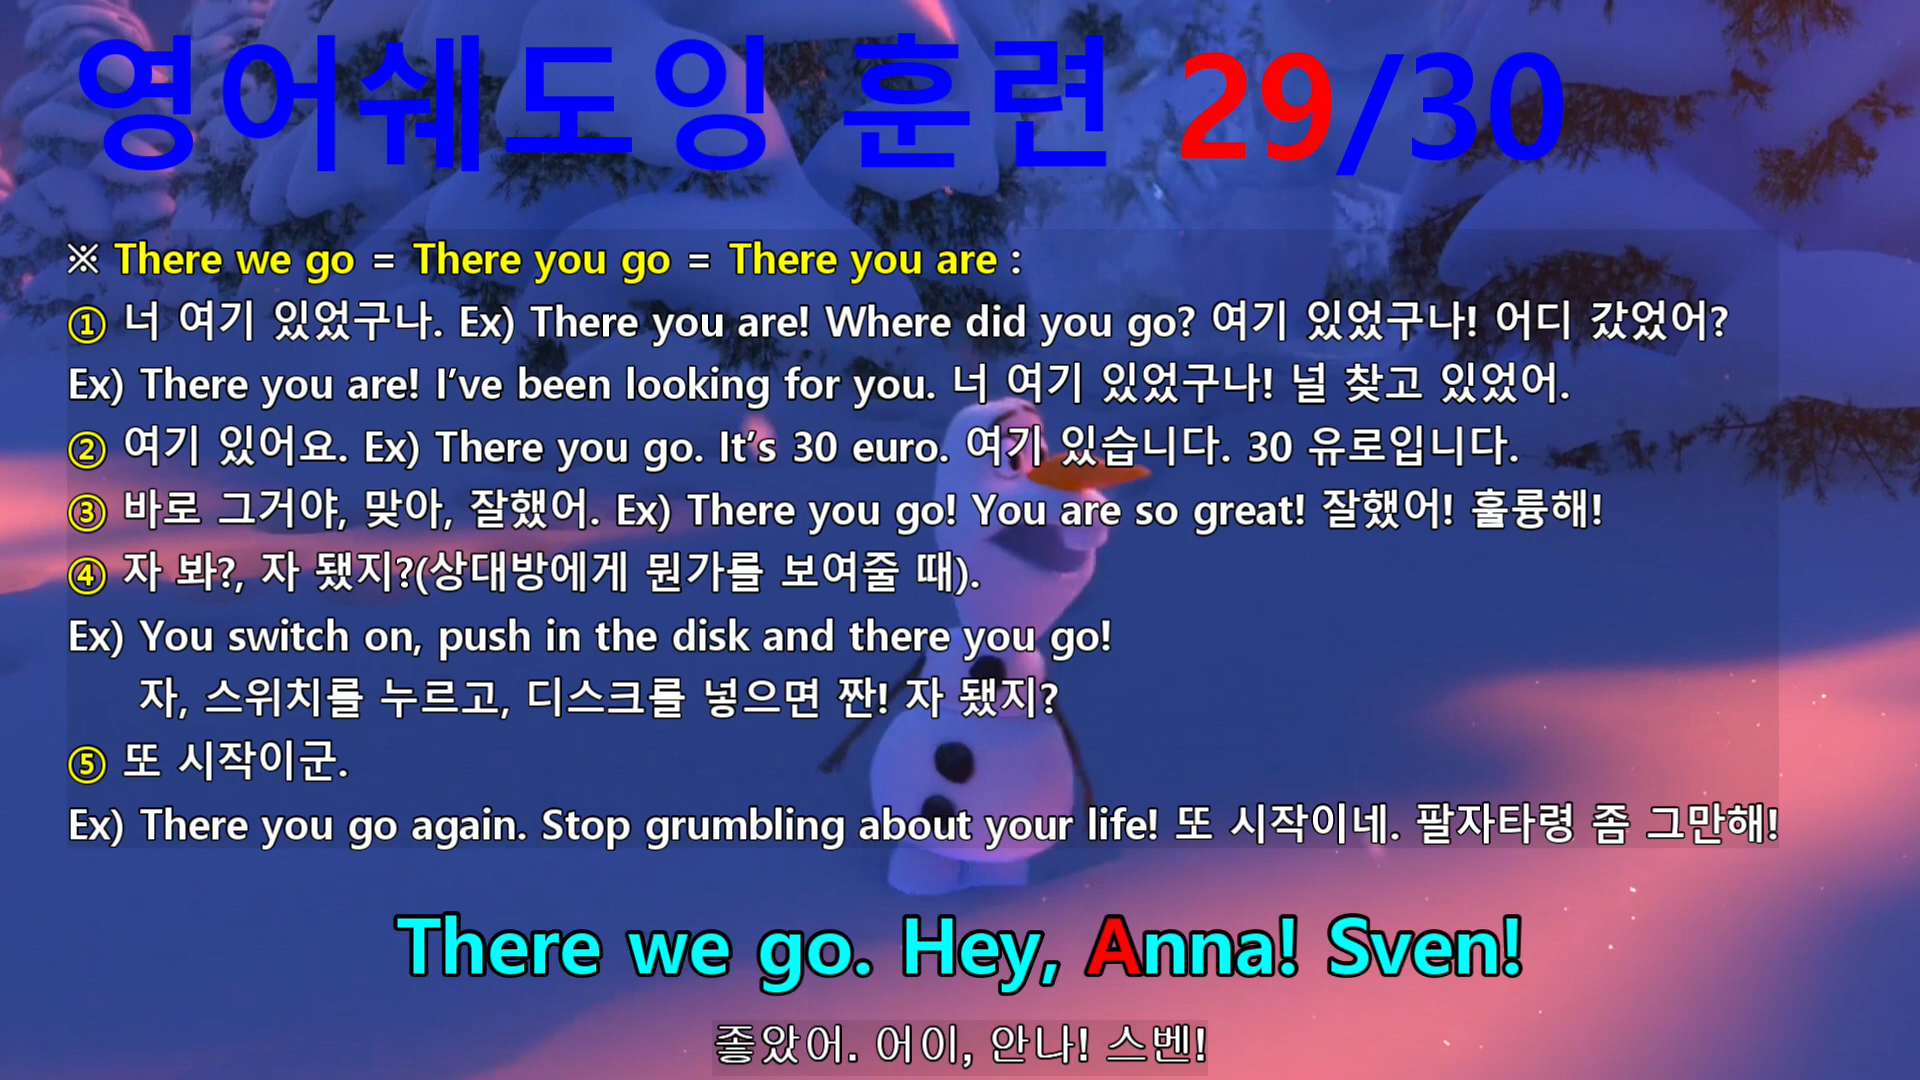 영어쉐도잉 훈련 29/30
※ There we go = There you go = There you are :
① 너 여기 있었구나. Ex) There you are! Where did you go? 여기 있었구나! 어디 갔었어?
Ex) There you are! I’ve been looking for you. 너 여기 있었구나! 널 찾고 있었어.
② 여기 있어요. Ex) There you go. It’s 30 euro. 여기 있습니다. 30 유로입니다.
③ 바로 그거야, 맞아, 잘했어. Ex) There you go! You are so great! 잘했어! 훌륭해!
④ 자 봐?, 자 됐지?(상대방에게 뭔가를 보여줄 때).
Ex) You switch on, push in the disk and there you go!
자, 스위치를 누르고, 디스크를 넣으면 짠! 자 됐지?
⑤ 또 시작이군.
Ex) There you go again. Stop grumbling about your life! 또 시작이네. 팔자타령 좀 그만해!
There we go. Hey, Anna! Sven!
좋았어. 어이, 안나! 스벤!